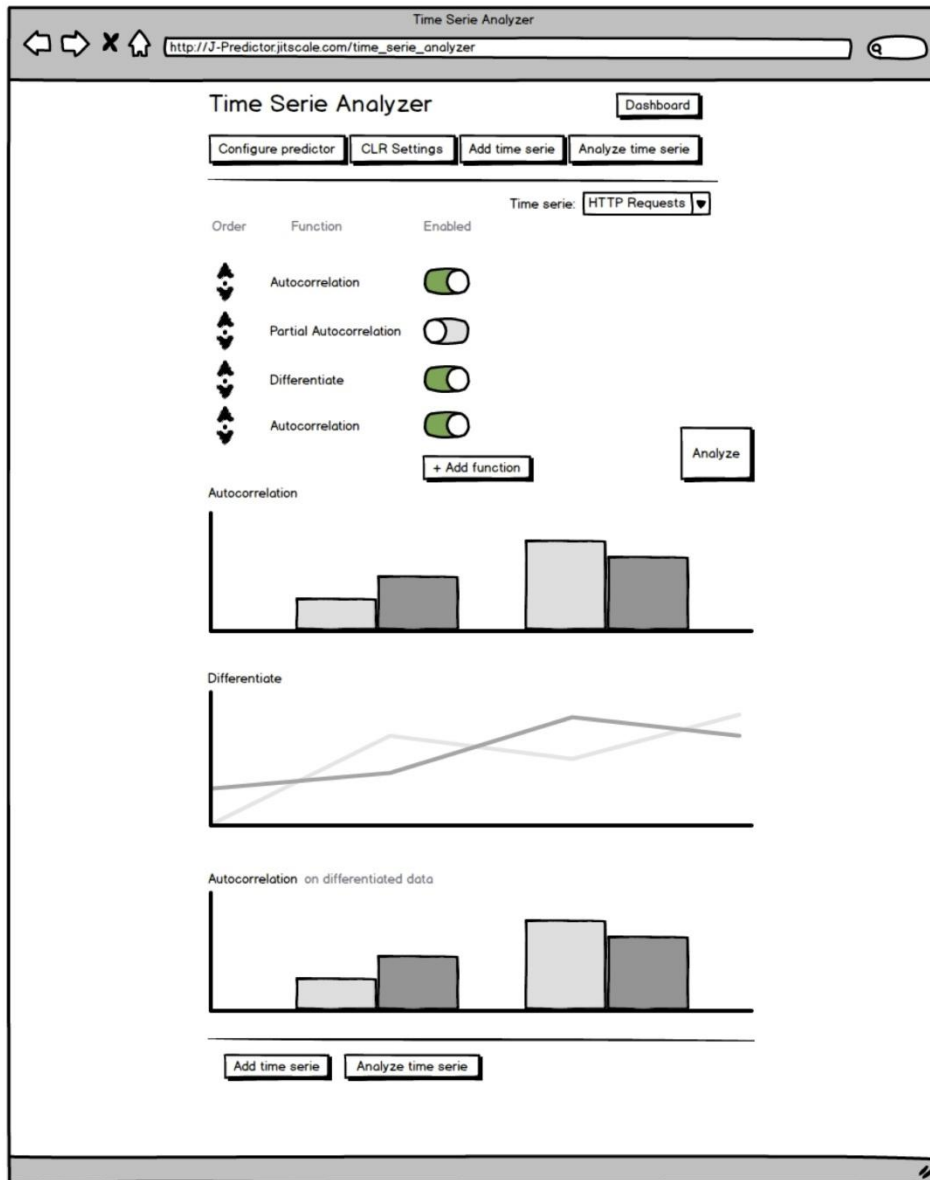 Time Serie Analyzer
http://J-Predictor.jitscale.com/time_serie_analyzer
Time Serie Analyzer
Dashboard
Configure predictor
CLR Settings
Add time serie
Analyze time serie
Time serie: HTTP Requests
Order Function Enabled
Autocorrelation
Partial Autocorrelation
Differentiate
Autocorrelation
+ Add function
Analyze
Autocorrelation
Differentiate
Autocorrelation on differentiated data
Add time serie
Analyze time serie